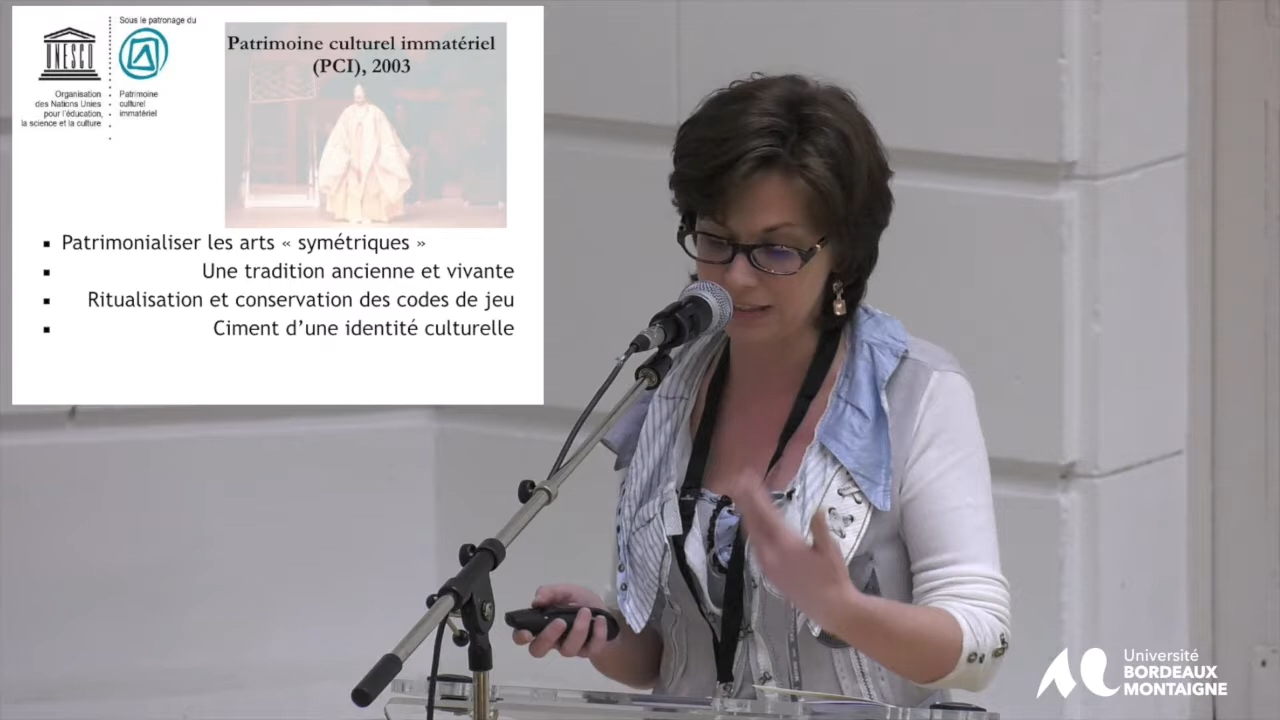 Sous le patronage du
UNESCO
Organisation
des Nations Unies
pour l'éducation,
la science et la culture
Patrimoine
culturel
immatériel
Patrimoine culturel immatériel
(PCI), 2003
▪ Patrimonialiser les arts « symétriques »
▪ Une tradition ancienne et vivante
▪ Ritualisation et conservation des codes de jeu
▪ Ciment d'une identité culturelle
Université
BORDEAUX
MONTAIGNE